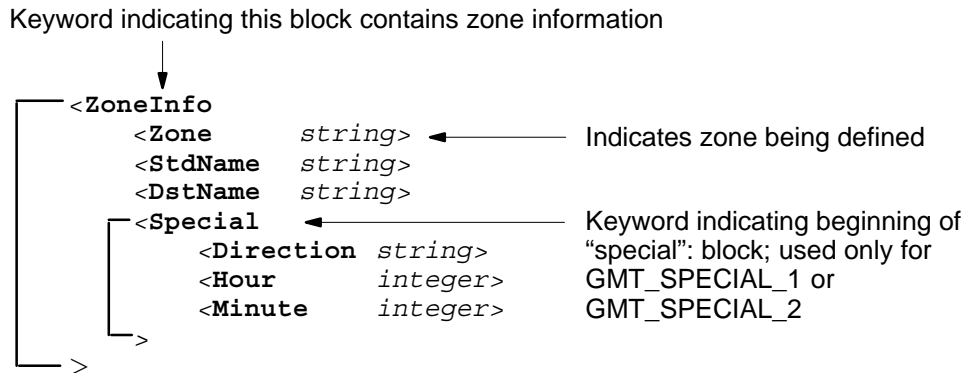 Keyword indicating this block contains zone information
<ZoneInfo
<Zone string> Indicates zone being defined
<StdName string>
<DstName string>
<Special Keyword indicating beginning of
<Direction string> “special”: block; used only for
<Hour integer> GMT_SPECIAL_1 or
<Minute integer> GMT_SPECIAL_2
>
>